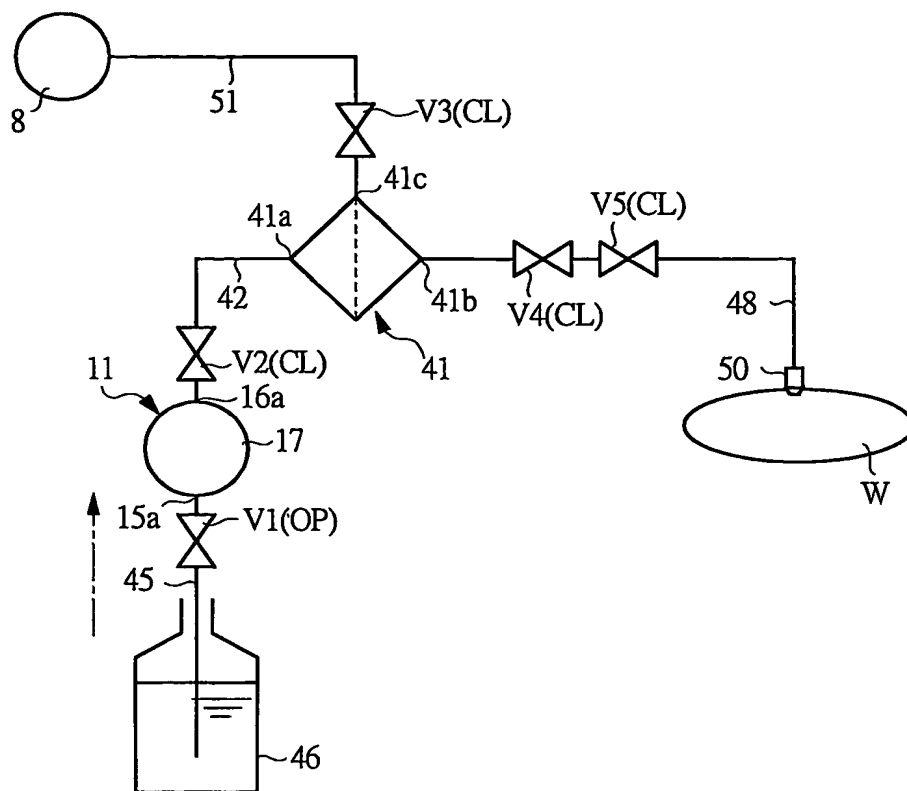 8
51
V3(CL)
41c
41a
V5(CL)
42
41b
V4(CL)
48
41
V2(CL)
50
11
16a
17
W
15a
V1(OP)
45
46